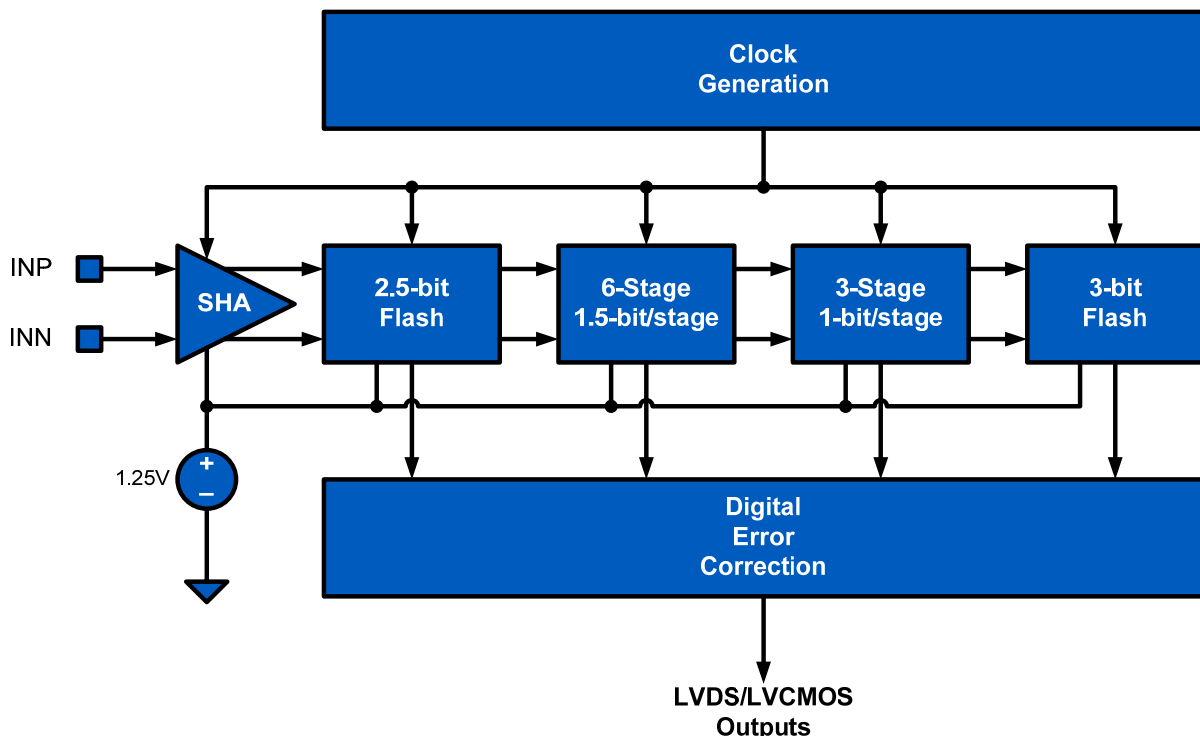 Clock
Generation
INP
INN
SHA
2.5-bit
Flash
6-Stage
1.5-bit/stage
3-Stage
1-bit/stage
3-bit
Flash
1.25V
+
–
Digital
Error
Correction
LVDS/LVCMOS
Outputs